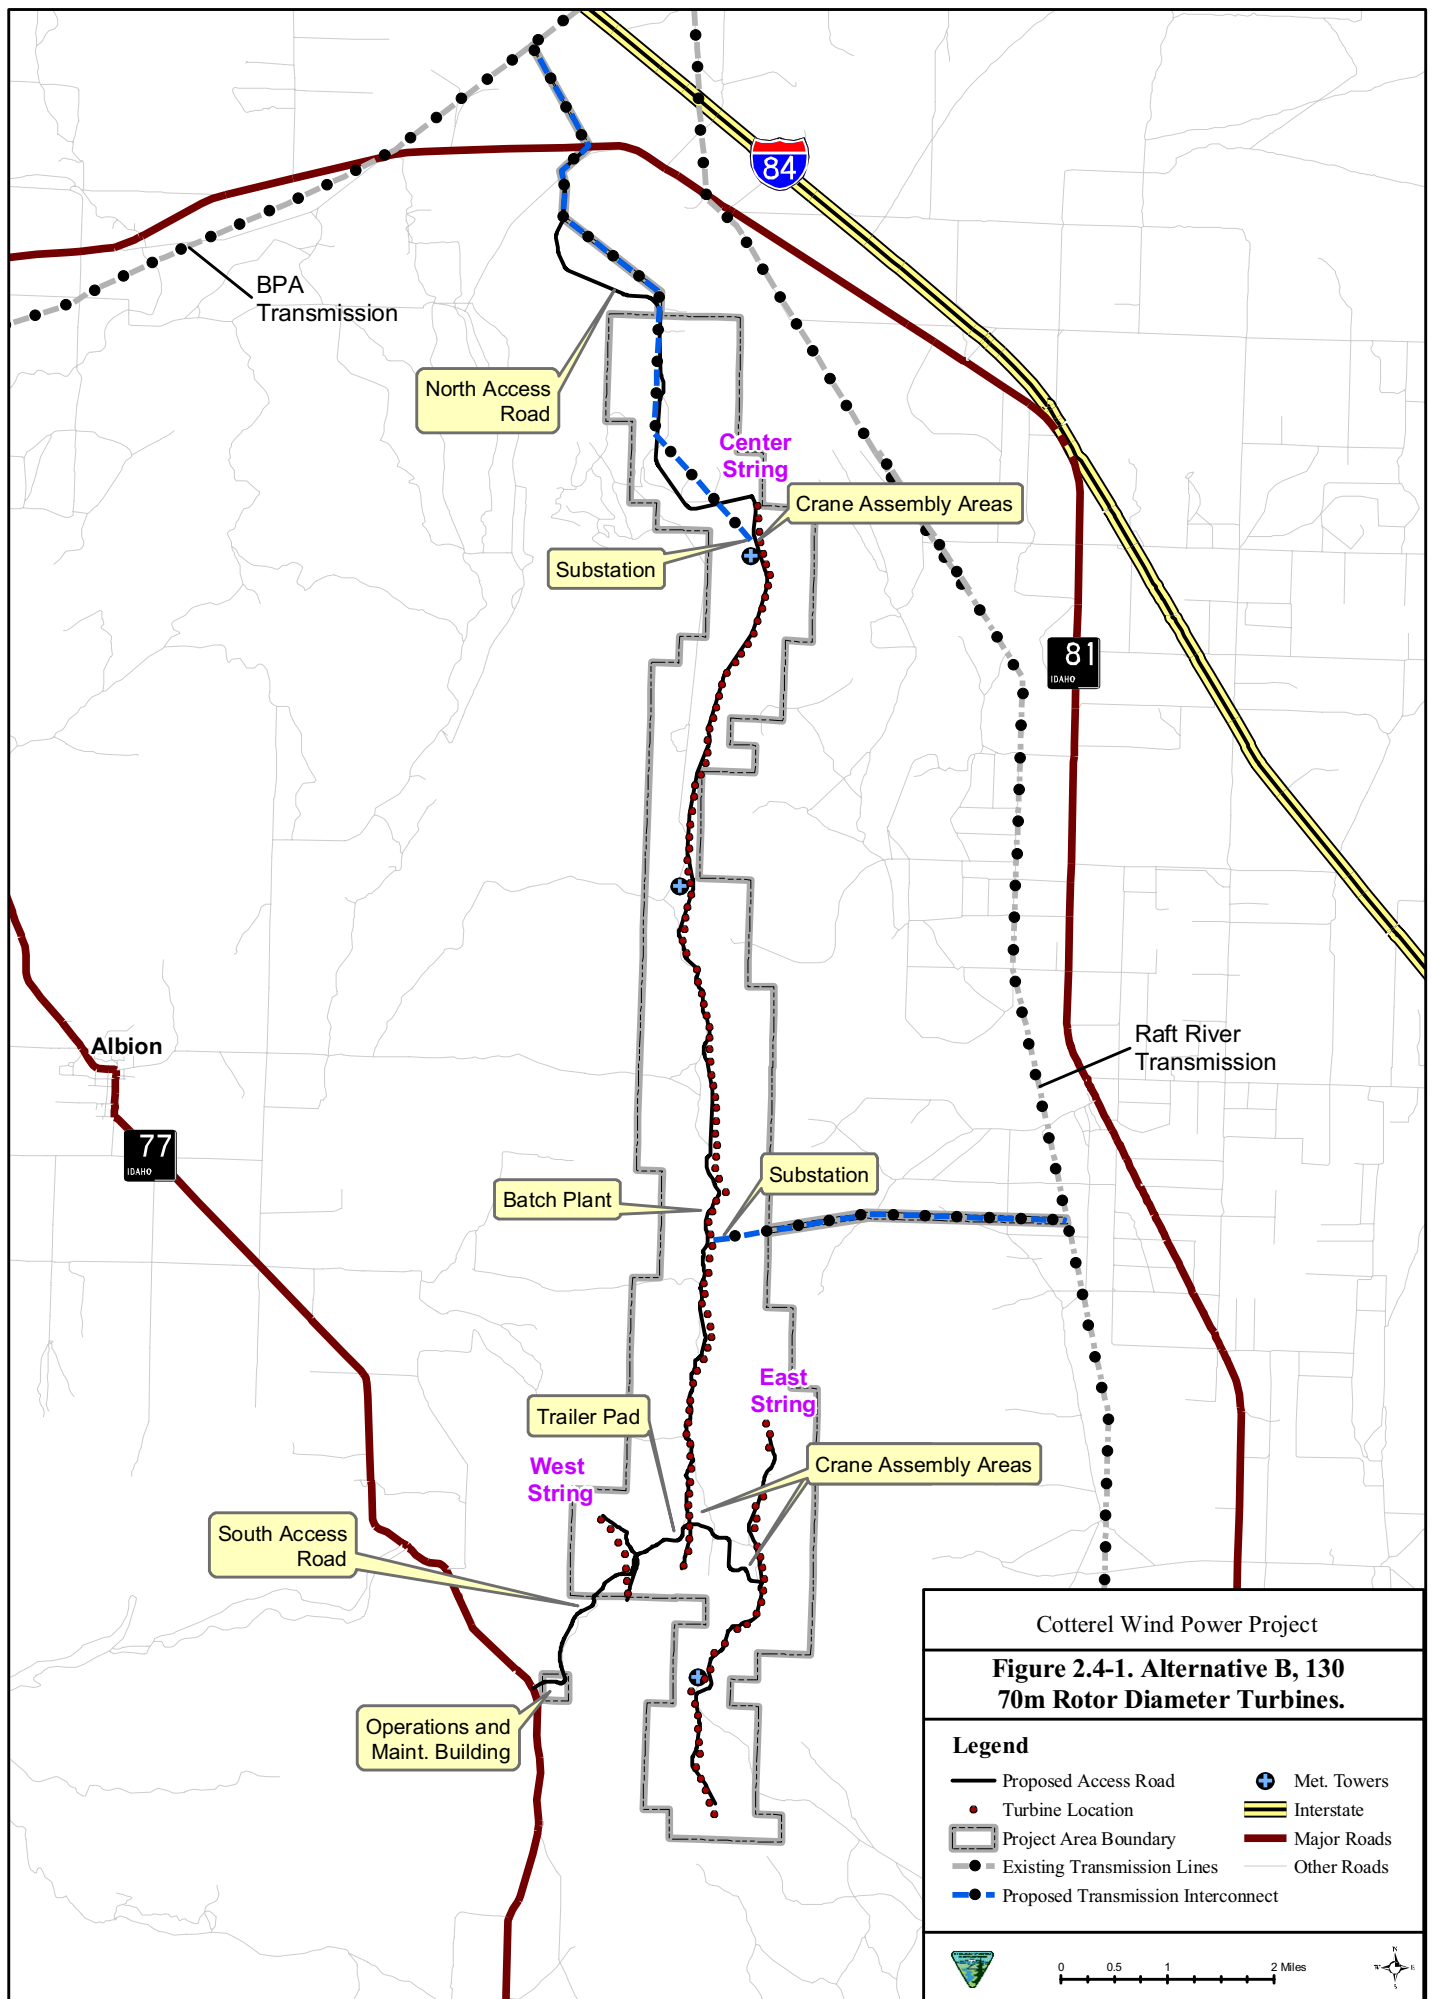 84
BPA
Transmission
North Access
Road
Center
String
Crane Assembly Areas
Substation
81
IDAHO
Raft River
Transmission
Albion
77
IDAHO
Substation
Batch Plant
East
String
Trailer Pad
Crane Assembly Areas
West
String
South Access
Road
Operations and
Maint. Building
Cotterel Wind Power Project
Figure 2.4-1. Alternative B, 130
70m Rotor Diameter Turbines.
Legend
Proposed Access Road
Turbine Location
Project Area Boundary
Existing Transmission Lines
Proposed Transmission Interconnect
Met. Towers
Interstate
Major Roads
Other Roads
0 0.5 1 2 Miles
N
W E
S